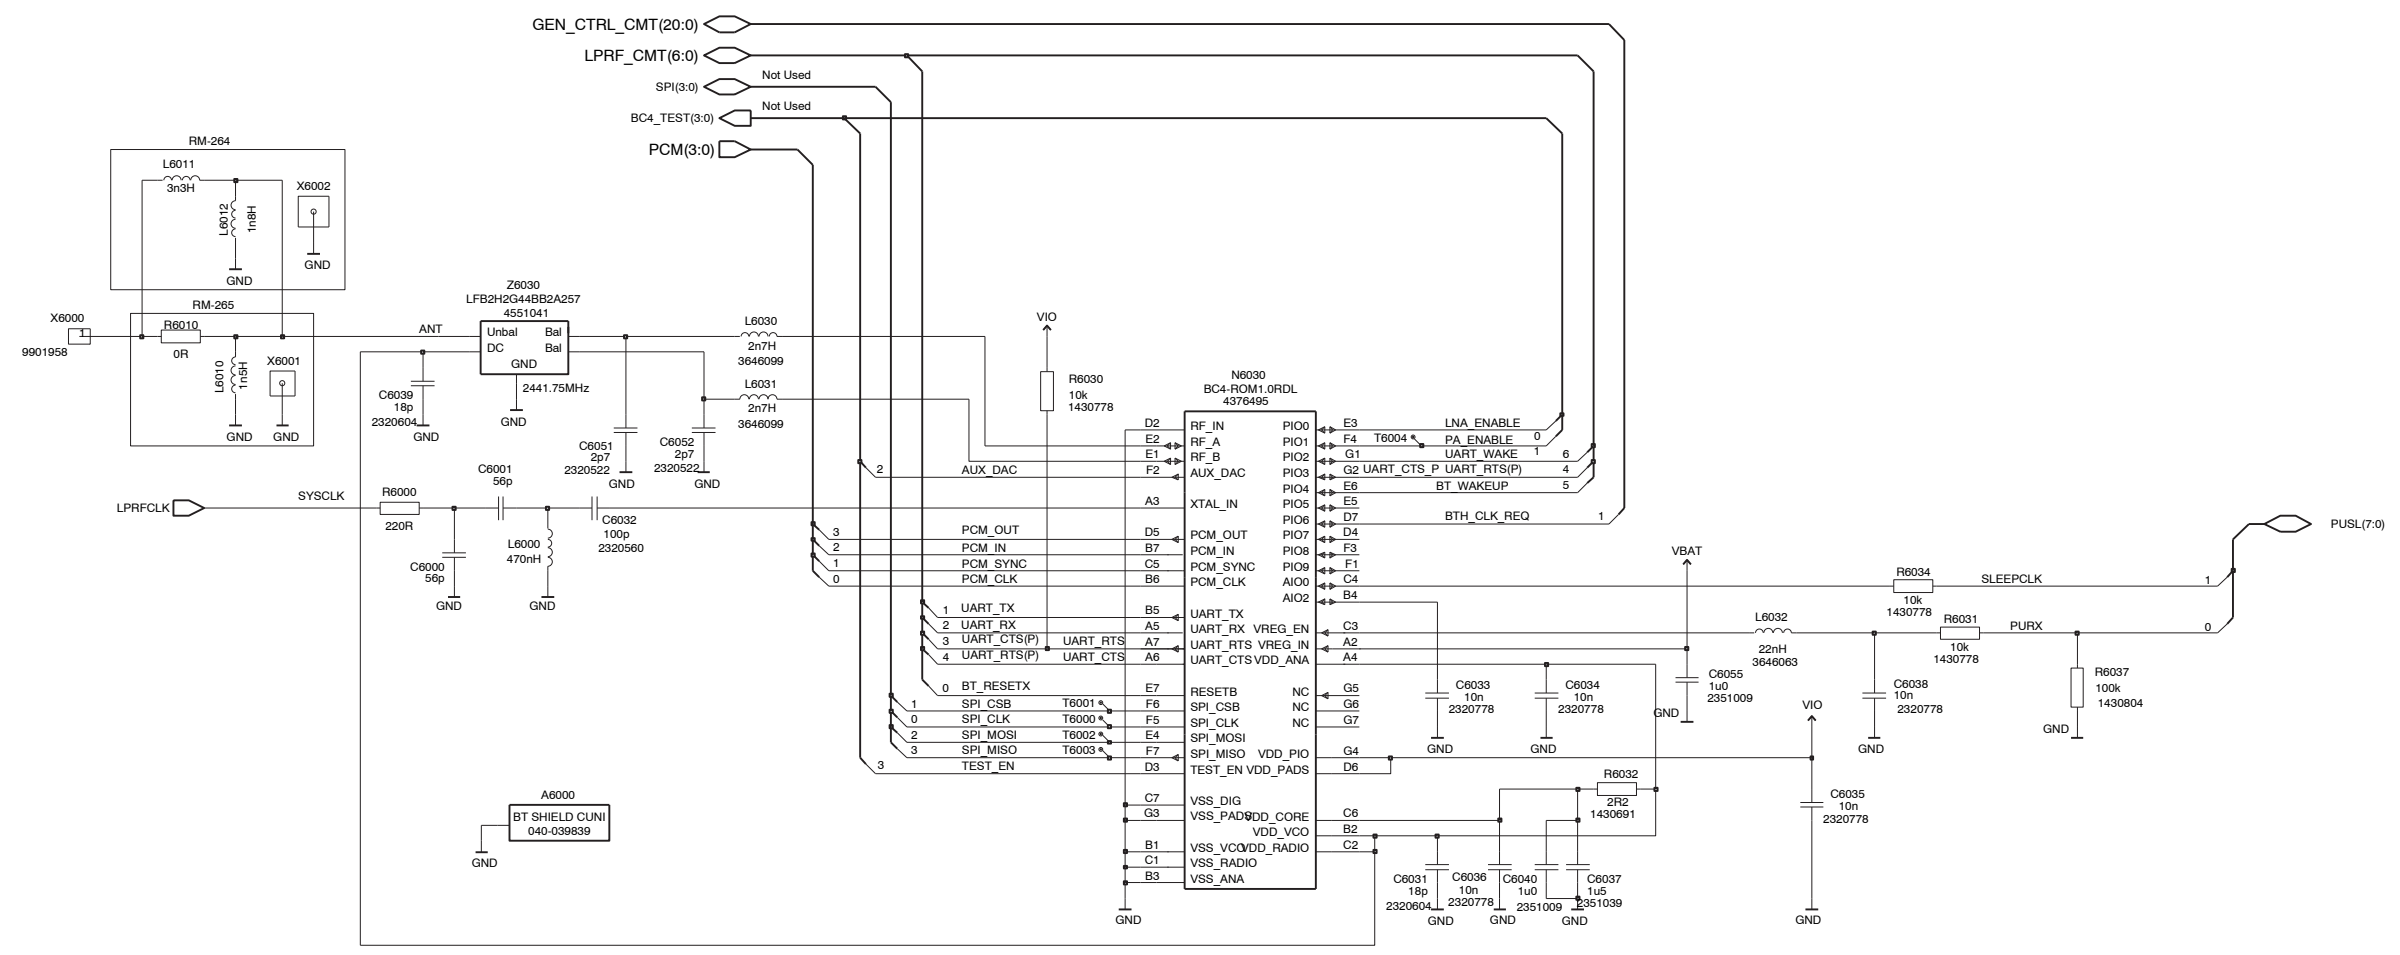 GEN_CTRL_CMT(20:0)
LPRF_CMT(6:0)
SPI(3:0)
Not Used
BC4_TEST(3:0)
Not Used
PCM(3:0)
RM-264
L6011
3n3H
L6012
1n8H
GND
X6002
GND
RM-265
X6000
1
9901958
R6010
0R
L6010
1n5H
GND
X6001
GND
ANT
Z6030
LFB2H2G44BB2A257
4551041
Unbal
Bal
DC
Bal
GND
2441.75MHz
GND
C6039
18p
2320604
GND
C6051
2p7
2320522
GND
C6052
2p7
2320522
GND
L6030
2n7H
3646099
L6031
2n7H
3646099
VIO
R6030
10k
1430778
LPRFCLK
SYSCLK
R6000
220R
C6000
56p
GND
C6001
56p
L6000
470nH
GND
C6032
100p
2320560
N6030
BC4-ROM1.0RDL
4376495
D2 RF_IN
E2 RF_A
E1 RF_B
2 AUX_DAC F2 AUX_DAC
A3 XTAL_IN
3 PCM_OUT D5 PCM_OUT
2 PCM_IN B7 PCM_IN
1 PCM_SYNC C5 PCM_SYNC
0 PCM_CLK B6 PCM_CLK
1 UART_TX B5 UART_TX
2 UART_RX A5 UART_RX
3 UART_CTS(P) UART_RTS A7 UART_RTS
4 UART_RTS(P) UART_CTS A6 UART_CTS
0 BT_RESETX E7 RESETB
1 SPI_CSB T6001 F6 SPI_CSB
0 SPI_CLK T6000 F5 SPI_CLK
2 SPI_MOSI T6002 E4 SPI_MOSI
3 SPI_MISO T6003 F7 SPI_MISO
3 TEST_EN D3 TEST_EN
C7 VSS_DIG
G3 VSS_PADS
B1 VSS_VCO
C1 VSS_RADIO
B3 VSS_ANA
GND
PIO0 E3 LNA_ENABLE 0
PIO1 F4 T6004 PA_ENABLE 1
PIO2 G1 UART_WAKE 6
PIO3 G2 UART_CTS_P UART_RTS(P) 4
PIO4 E6 BT_WAKEUP 5
PIO5 E5
PIO6 D7 BTH_CLK_REQ 1
PIO7 D4
PIO8 F3
PIO9 F1
AIO0 C4
AIO2 B4
VREG_EN C3
VREG_IN A2
VDD_ANA A4
NC G5
NC G6
NC G7
VDD_PIO G4
VDD_PADS D6
VDD_CORE C6
VDD_VCO B2
VDD_RADIO C2
PUSL(7:0)
R6034
10k
1430778
SLEEPCLK
1
VBAT
L6032
22nH
3646063
R6031
10k
1430778
PURX
0
C6033
10n
2320778
GND
C6034
10n
2320778
GND
C6055
1u0
2351009
GND
C6038
10n
2320778
GND
R6037
100k
1430804
GND
VIO
C6035
10n
2320778
GND
R6032
2R2
1430691
C6031
18p
2320604
GND
C6036
10n
2320778
GND
C6040
1u0
2351009
C6037
1u5
2351039
GND
A6000
BT SHIELD CUNI
040-039839
GND